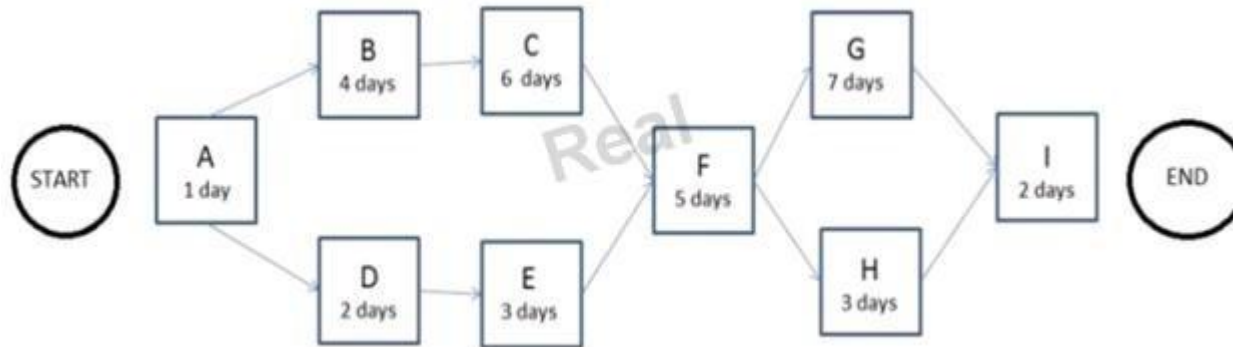 START
A
1 day
B
4 days
C
6 days
D
2 days
E
3 days
Real
F
5 days
G
7 days
H
3 days
I
2 days
END